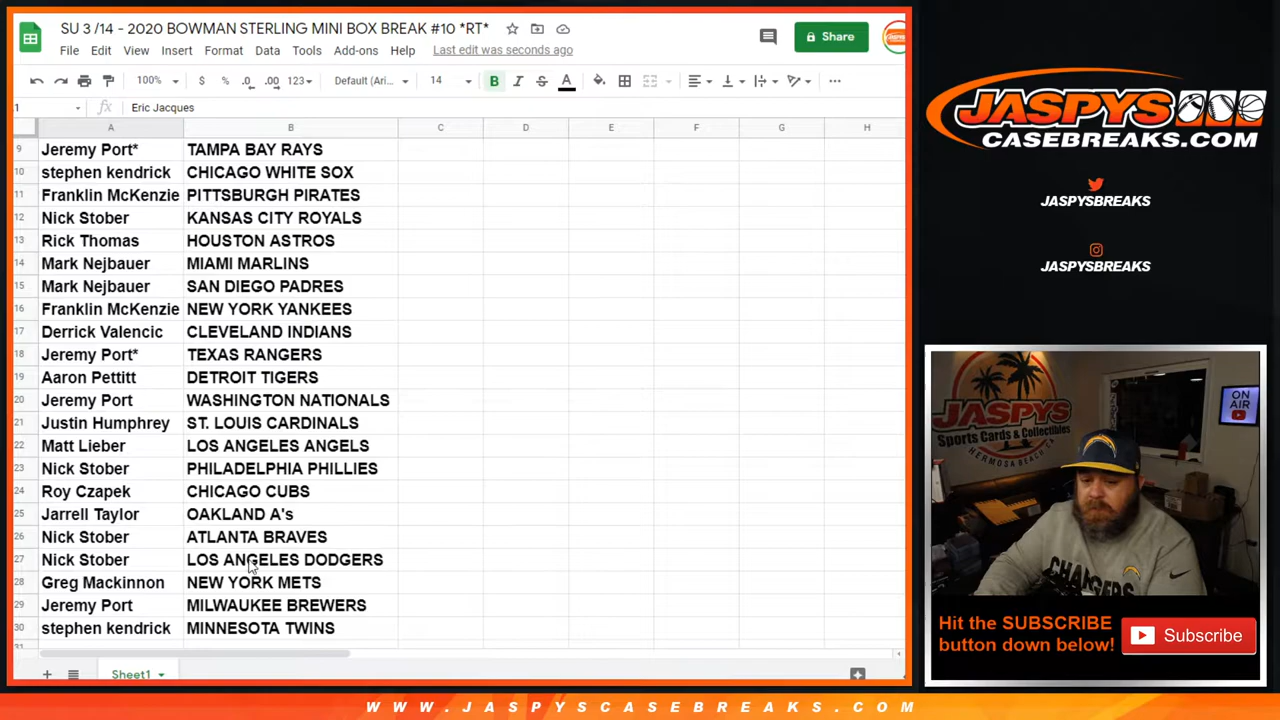 SU 3 /14 - 2020 BOWMAN STERLING MINI BOX BREAK #10 *RT*
File Edit View Insert Format Data Tools Add-ons Help Last edit was seconds ago
Share
100% $ % .0 .00 123 Default (Ari... 14 B I S A
1 fx Eric Jacques
A B C D E F G H
9 Jeremy Port* TAMPA BAY RAYS
10 stephen kendrick CHICAGO WHITE SOX
11 Franklin McKenzie PITTSBURGH PIRATES
12 Nick Stober KANSAS CITY ROYALS
13 Rick Thomas HOUSTON ASTROS
14 Mark Nejbauer MIAMI MARLINS
15 Mark Nejbauer SAN DIEGO PADRES
16 Franklin McKenzie NEW YORK YANKEES
17 Derrick Valencic CLEVELAND INDIANS
18 Jeremy Port* TEXAS RANGERS
19 Aaron Pettitt DETROIT TIGERS
20 Jeremy Port WASHINGTON NATIONALS
21 Justin Humphrey ST. LOUIS CARDINALS
22 Matt Lieber LOS ANGELES ANGELS
23 Nick Stober PHILADELPHIA PHILLIES
24 Roy Czapek CHICAGO CUBS
25 Jarrell Taylor OAKLAND A's
26 Nick Stober ATLANTA BRAVES
27 Nick Stober LOS ANGELES DODGERS
28 Greg Mackinnon NEW YORK METS
29 Jeremy Port MILWAUKEE BREWERS
30 stephen kendrick MINNESOTA TWINS
31
Sheet1
JASPYS
CASEBREAKS.COM
JASPYSBREAKS
JASPYSBREAKS
JASPYS
Sports Cards & Collectibles
HERMOSA BEACH CA
ON
AIR
CHARGERS
Hit the SUBSCRIBE
button down below!
Subscribe
WWW.JASPYSCASEBREAKS.COM